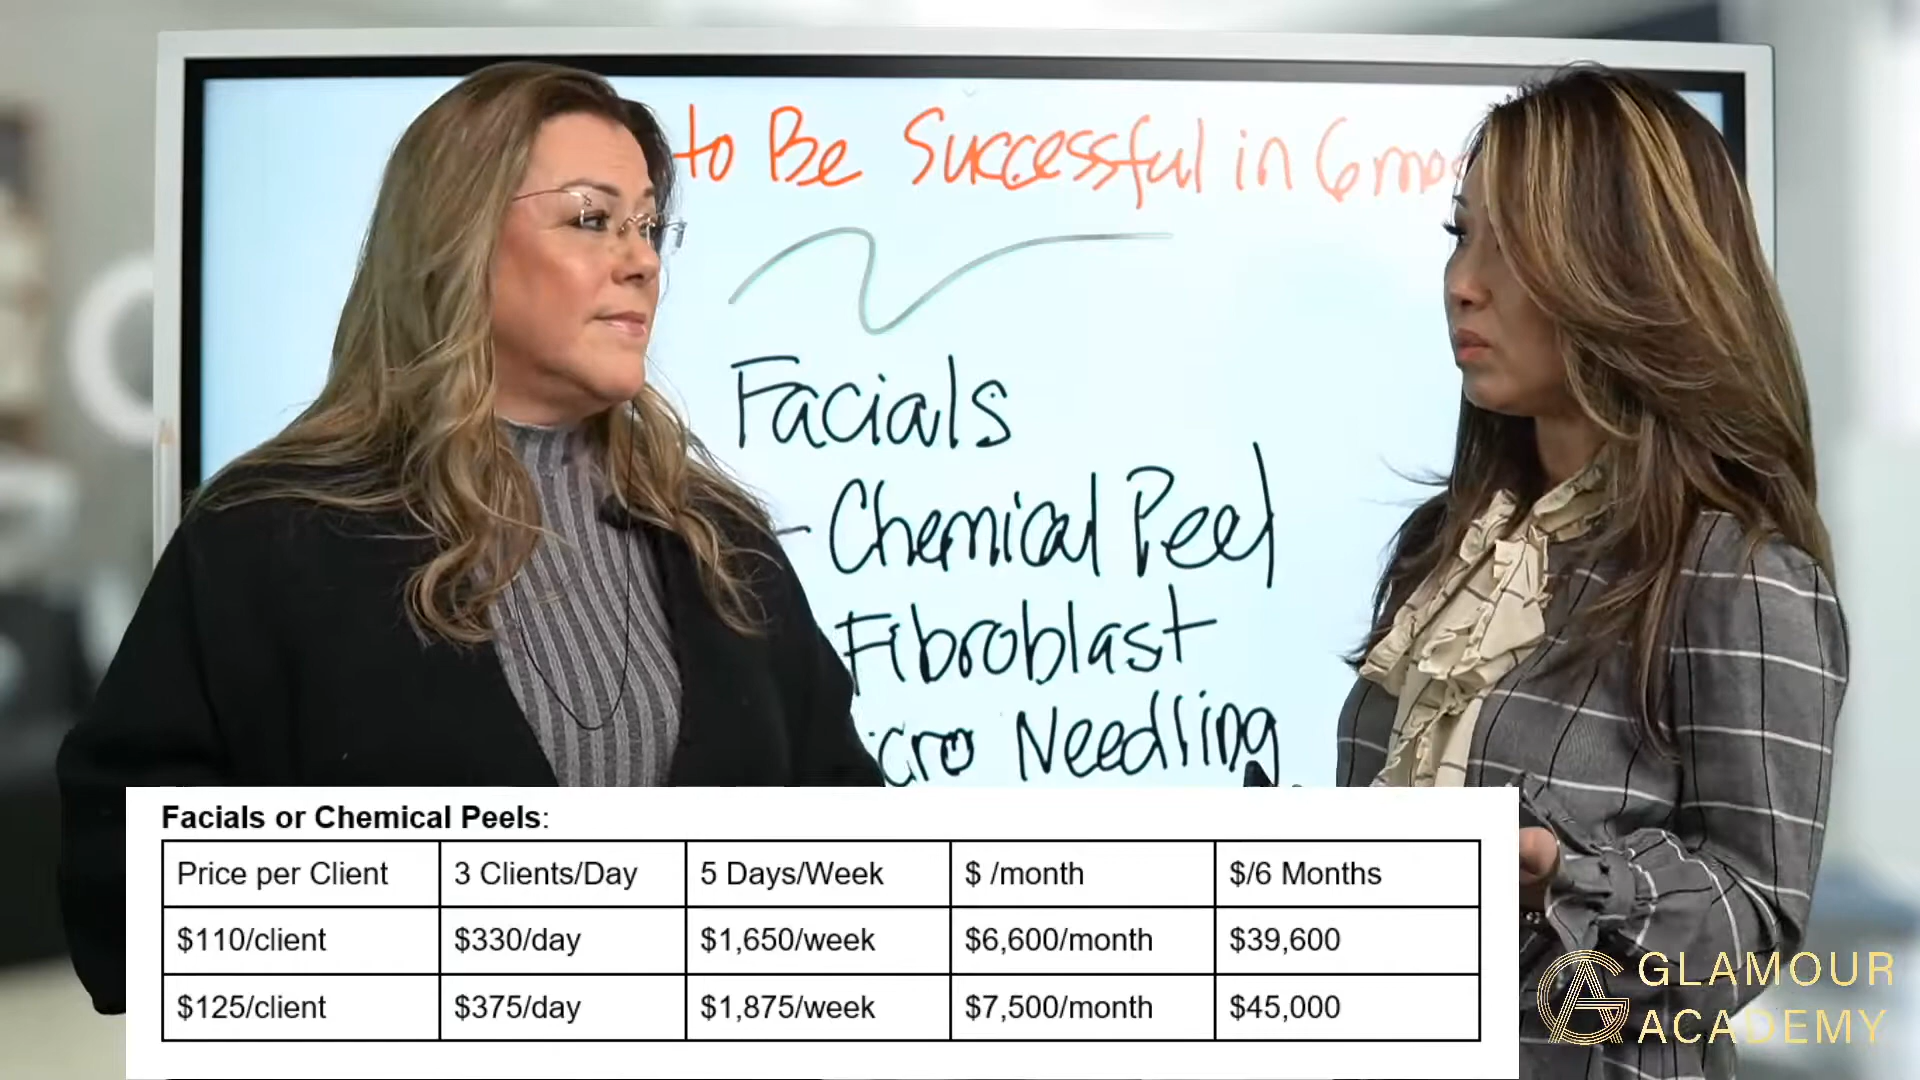 to Be Successful in 6 mos
Facials
- Chemical Peel
Fibroblast
icro Needling
Facials or Chemical Peels:
Price per Client 3 Clients/Day 5 Days/Week $ /month $/6 Months
$110/client $330/day $1,650/week $6,600/month $39,600
$125/client $375/day $1,875/week $7,500/month $45,000
GLAMOUR
ACADEMY